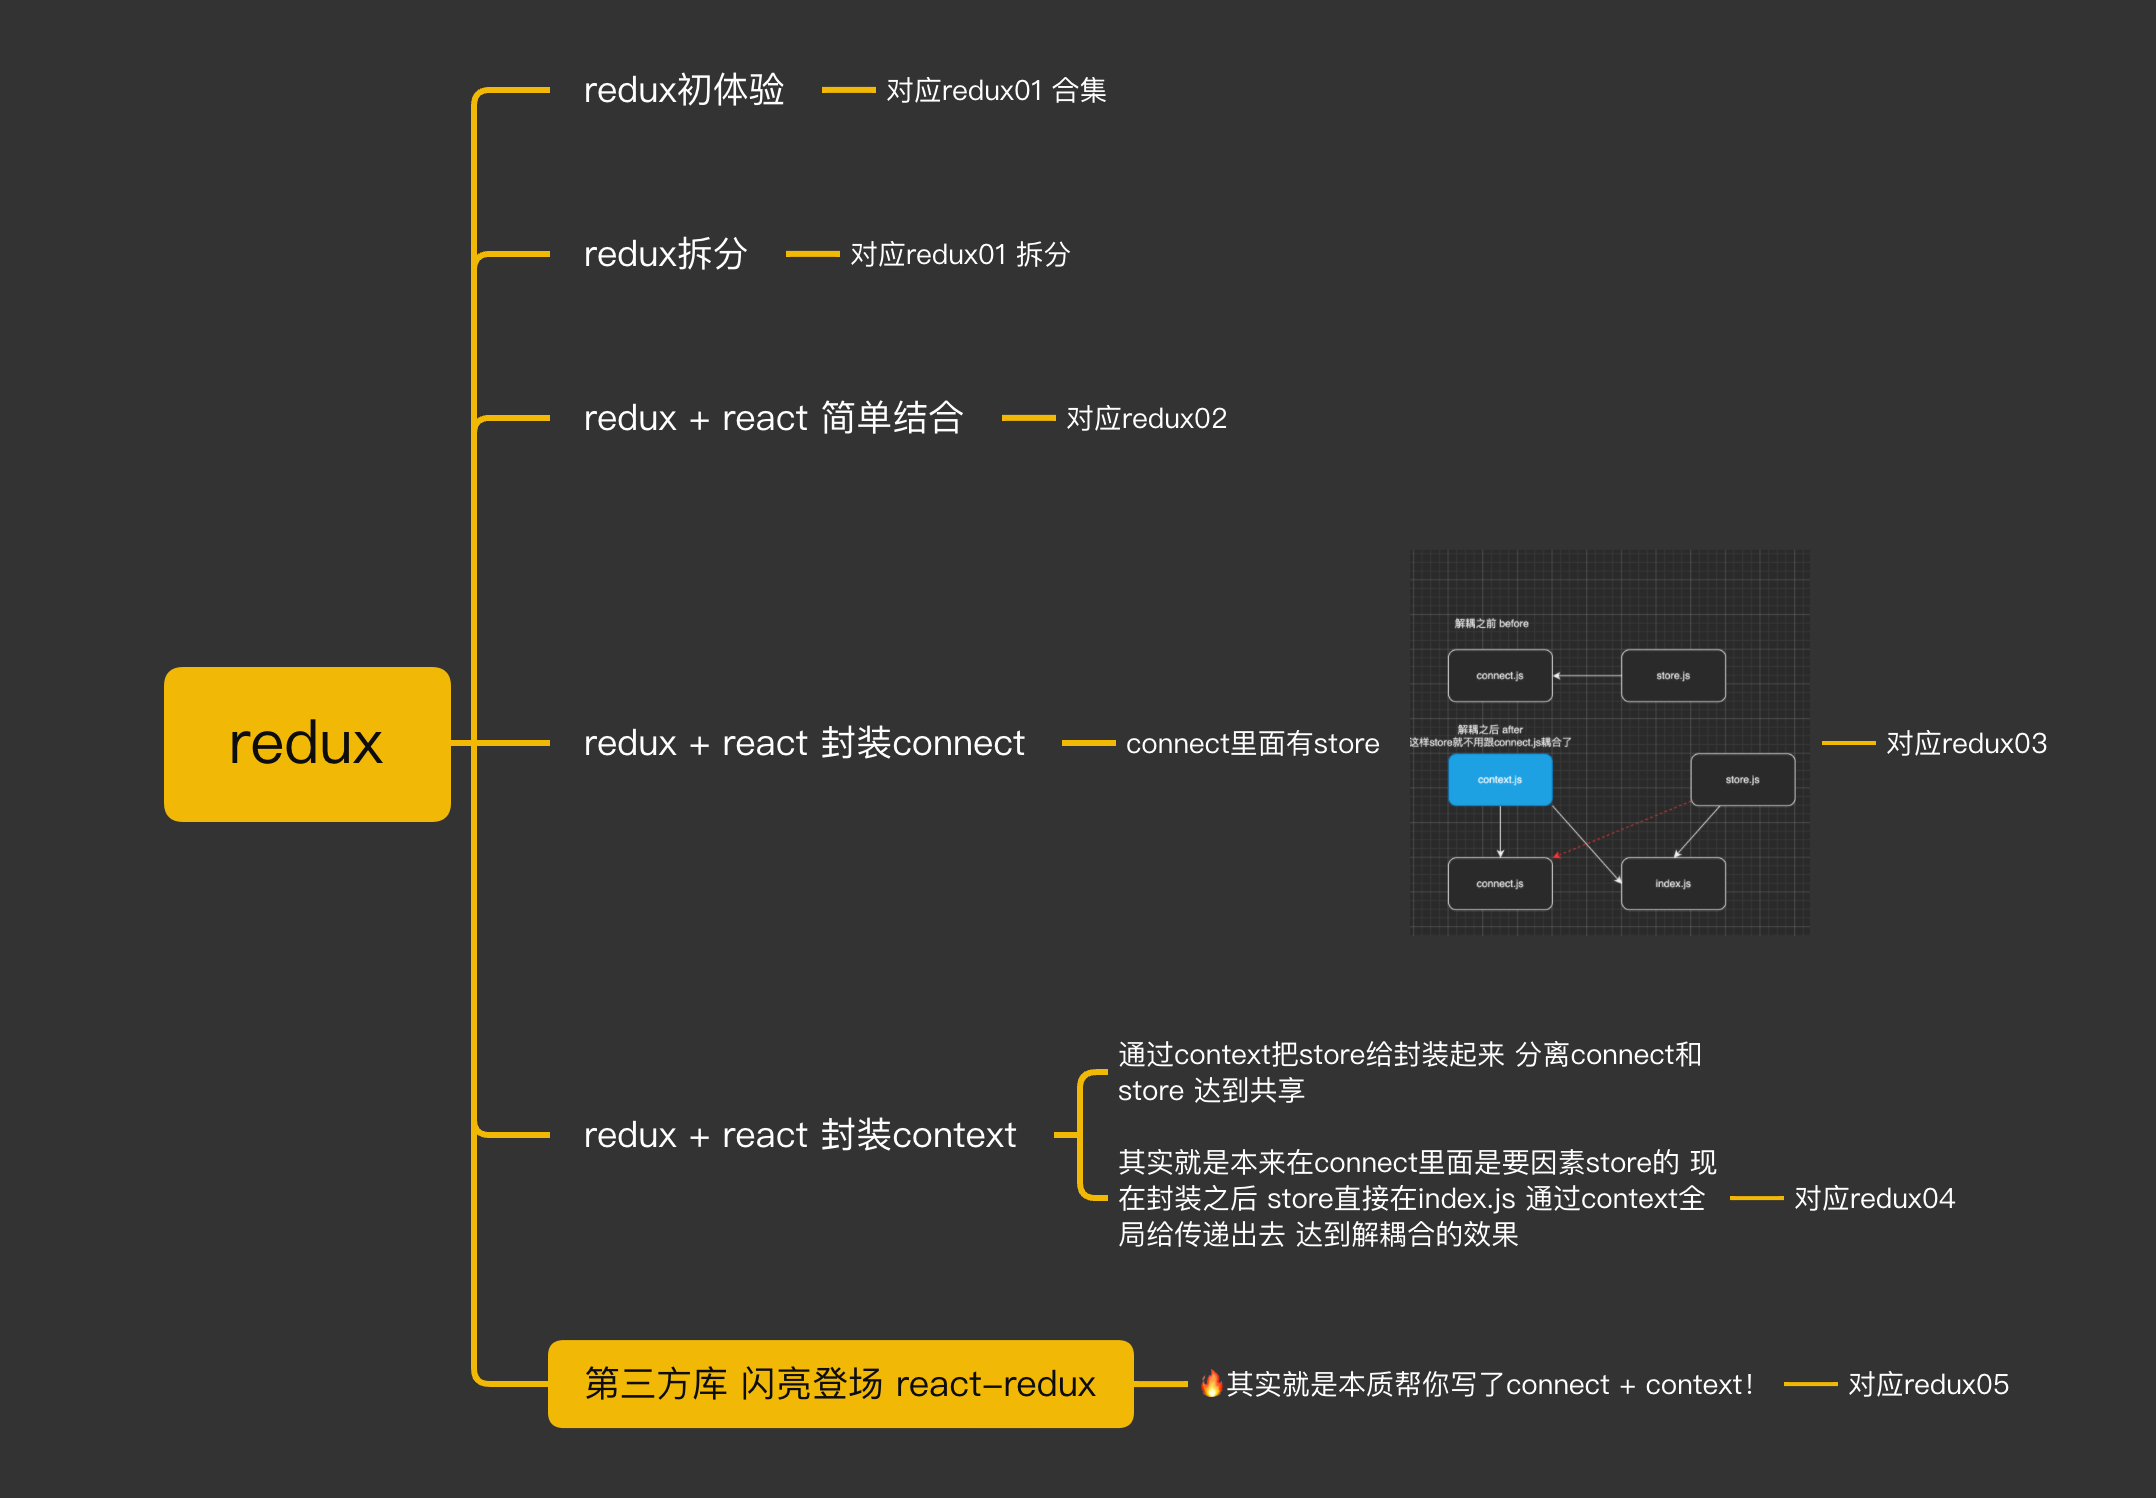 redux
redux初体验
对应redux01 合集
redux拆分
对应redux01 拆分
redux + react 简单结合
对应redux02
redux + react 封装connect
connect里面有store
解耦之前 before
connect.js
store.js
解耦之后 after
这样store就不用跟connect.js耦合了
context.js
store.js
connect.js
index.js
对应redux03
redux + react 封装context
通过context把store给封装起来 分离connect和
store 达到共享
其实就是本来在connect里面是要因素store的 现
在封装之后 store直接在index.js 通过context全
局给传递出去 达到解耦合的效果
对应redux04
第三方库 闪亮登场 react-redux
🔥其实就是本质帮你写了connect + context！
对应redux05